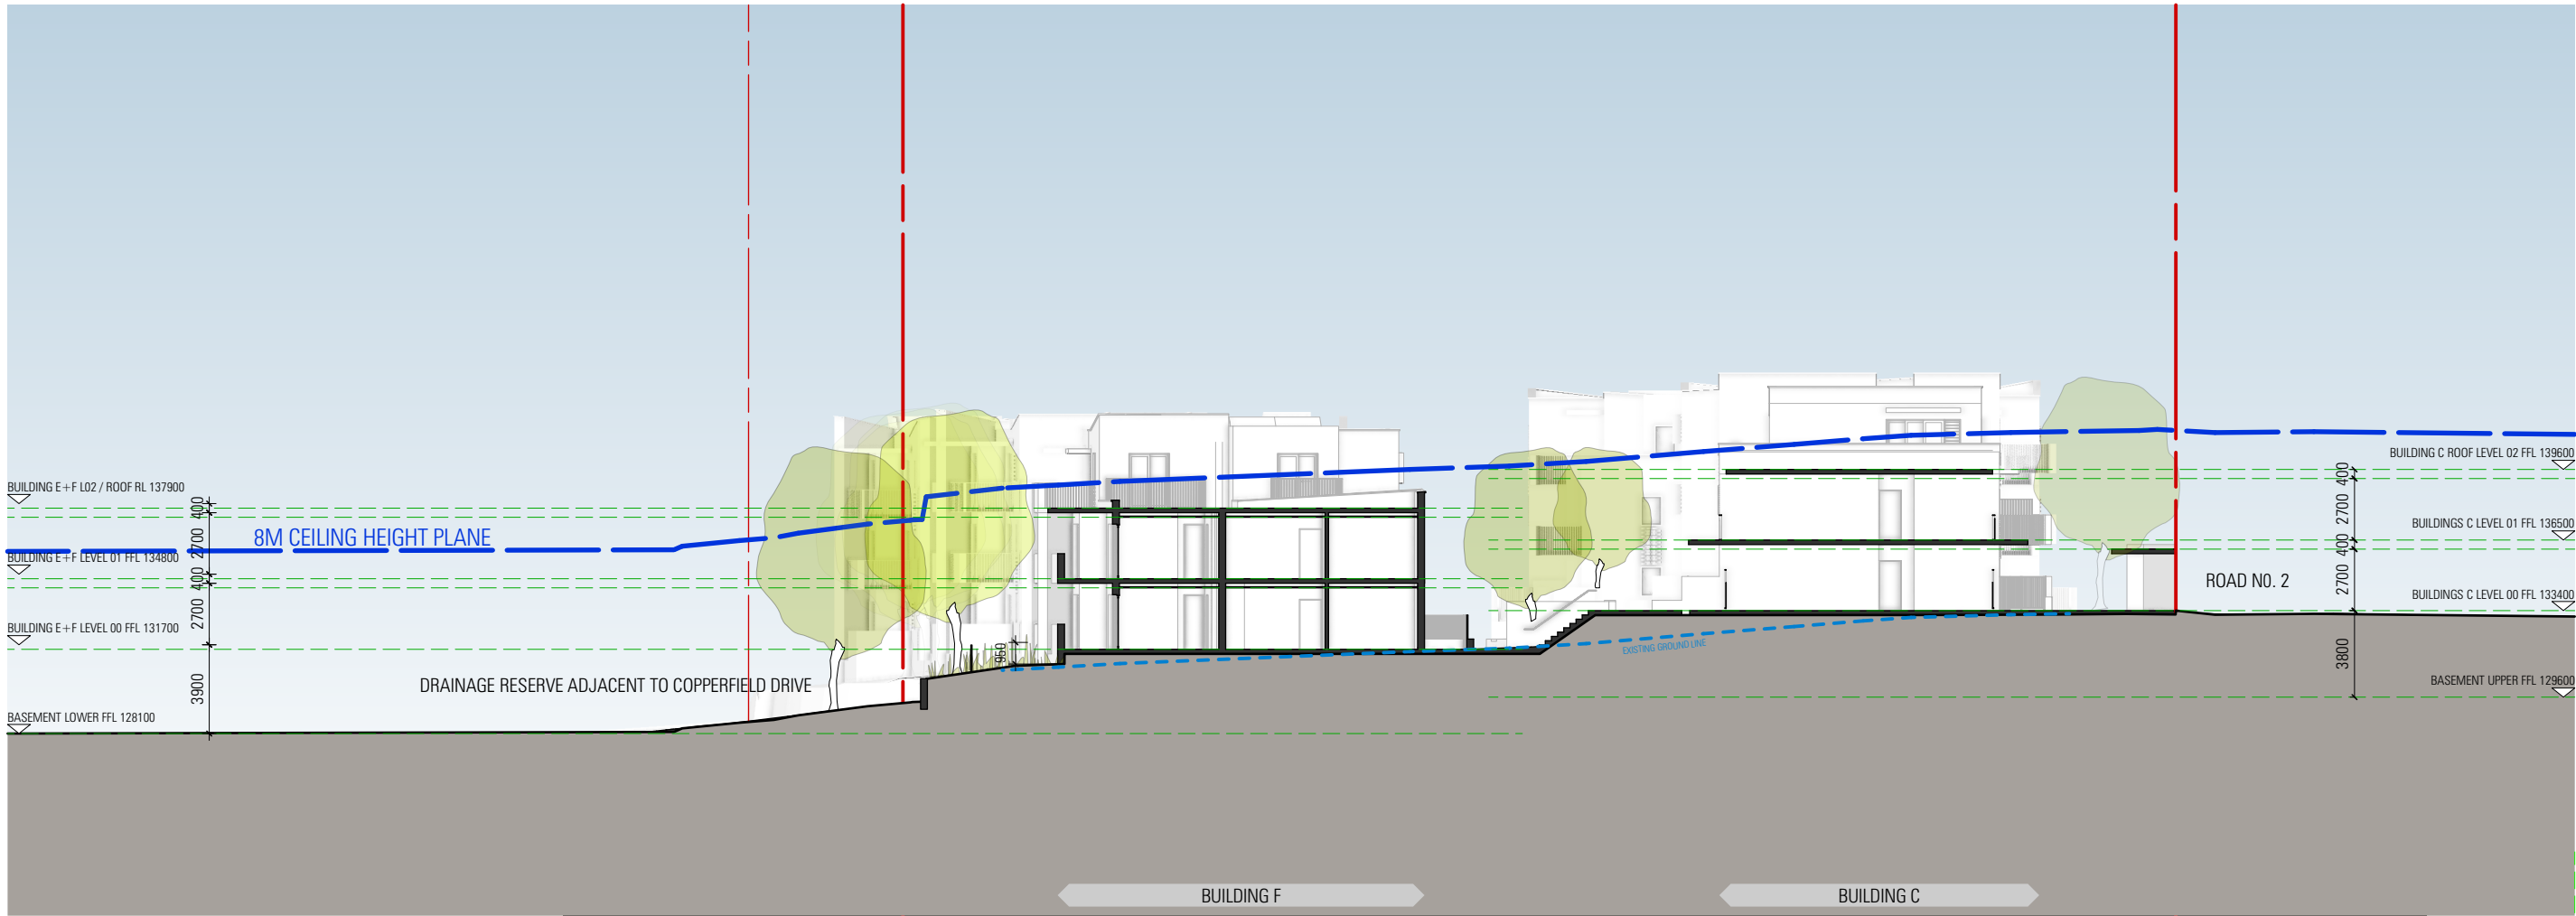 BUILDING E+F L02 / ROOF RL 137900
400
2700
8M CEILING HEIGHT PLANE
BUILDING E+F LEVEL 01 FFL 134800
400
2700
BUILDING E+F LEVEL 00 FFL 131700
3900
BASEMENT LOWER FFL 128100
DRAINAGE RESERVE ADJACENT TO COPPERFIELD DRIVE
950
EXISTING GROUND LINE
BUILDING C ROOF LEVEL 02 FFL 139600
400
2700
BUILDINGS C LEVEL 01 FFL 136500
400
2700
ROAD N0. 2
BUILDINGS C LEVEL 00 FFL 133400
3800
BASEMENT UPPER FFL 129600
BUILDING F
BUILDING C